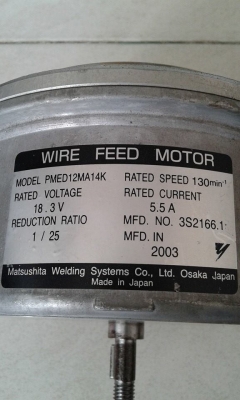 WIRE FEED MOTOR
MODEL PMED12MA14K RATED SPEED 130min⁻¹
RATED VOLTAGE RATED CURRENT
18.3V 5.5A
REDUCTION RATIO MFD. NO. 3S2166.1-
1/25 MFD. IN
2003
Matsushita Welding Systems Co., Ltd. Osaka Japan
Made in Japan